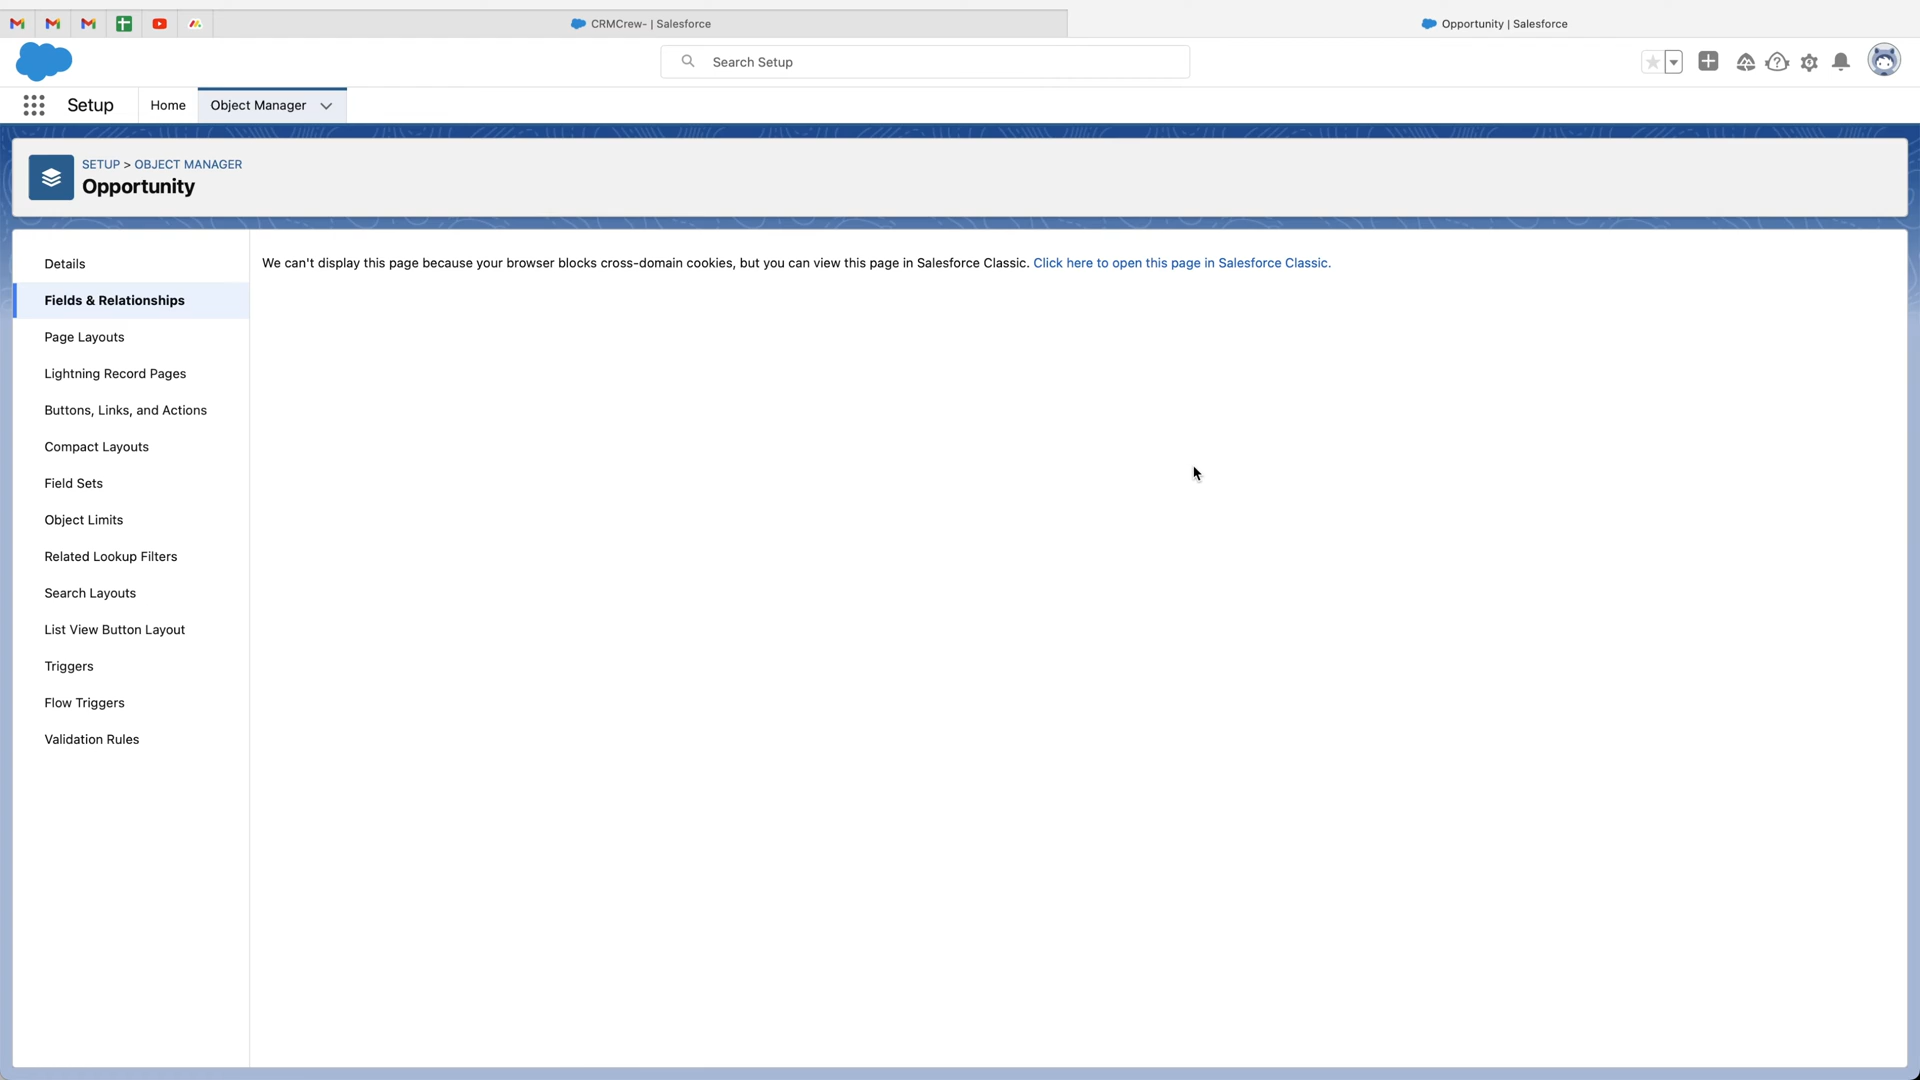 CRMCrew- | Salesforce
Opportunity | Salesforce
Search Setup
Setup
Home
Object Manager
SETUP > OBJECT MANAGER
Opportunity
Details
We can't display this page because your browser blocks cross-domain cookies, but you can view this page in Salesforce Classic. Click here to open this page in Salesforce Classic.
Fields & Relationships
Page Layouts
Lightning Record Pages
Buttons, Links, and Actions
Compact Layouts
Field Sets
Object Limits
Related Lookup Filters
Search Layouts
List View Button Layout
Triggers
Flow Triggers
Validation Rules